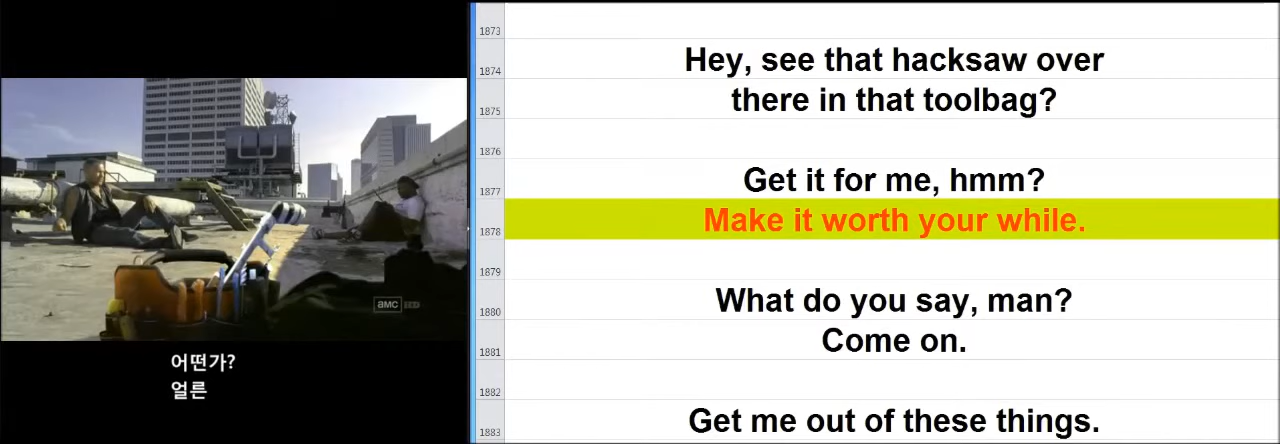 amc HD
어떤가?
얼른
1873
1874
1875
1876
1877
1878
1879
1880
1881
1882
1883
Hey, see that hacksaw over
there in that toolbag?
Get it for me, hmm?
Make it worth your while.
What do you say, man?
Come on.
Get me out of these things.